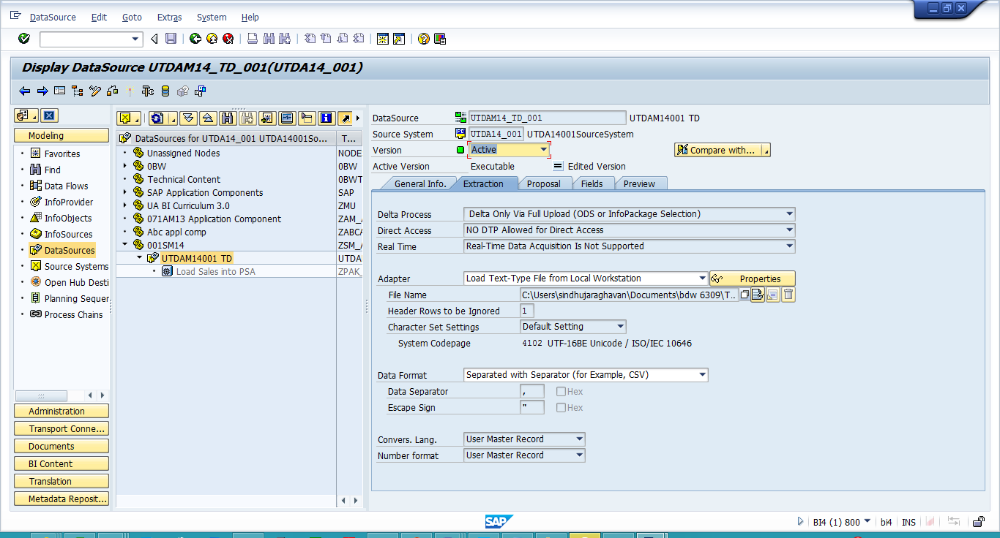 DataSource Edit Goto Extras System Help
Display DataSource UTDAM14_TD_001(UTDA14_001)
Modeling
Favorites
Find
Data Flows
InfoProvider
InfoObjects
InfoSources
DataSources
Source Systems
Open Hub Desti
Planning Sequer
Process Chains
Administration
Transport Conne...
Documents
BI Content
Translation
Metadata Reposit...
DataSources for UTDA14_001 UTDA14001So... T...
Unassigned Nodes NODE
0BW 0BW
Technical Content 0BWT
SAP Application Components SAP
UA BI Curriculum 3.0 ZMU
071AM13 Application Component ZAM_
Abc appl comp ZABCA
001SM14 ZSM_A
UTDAM14001 TD UTDA
Load Sales into PSA ZPAK_
DataSource UTDAM14_TD_001 UTDAM14001 TD
Source System UTDA14_001 UTDA14001SourceSystem
Version Active Compare with...
Active Version Executable = Edited Version
General Info. Extraction Proposal Fields Preview
Delta Process Delta Only Via Full Upload (ODS or InfoPackage Selection)
Direct Access NO DTP Allowed for Direct Access
Real Time Real-Time Data Acquisition Is Not Supported
Adapter Load Text-Type File from Local Workstation Properties
File Name C:\Users\sindhujaraghavan\Documents\bdw 6309\T...
Header Rows to be Ignored 1
Character Set Settings Default Setting
System Codepage 4102 UTF-16BE Unicode / ISO/IEC 10646
Data Format Separated with Separator (for Example, CSV)
Data Separator , Hex
Escape Sign " Hex
Convers. Lang. User Master Record
Number format User Master Record
SAP BI4 (1) 800 bi4 INS